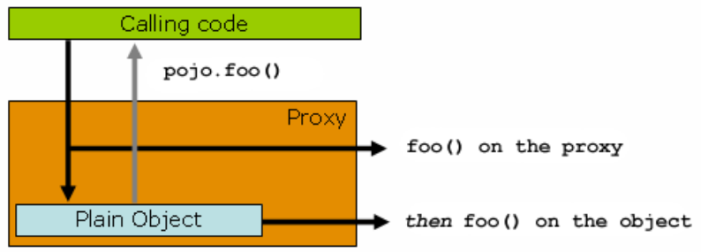 Calling code
pojo.foo()
Proxy
foo() on the proxy
Plain Object
then foo() on the object